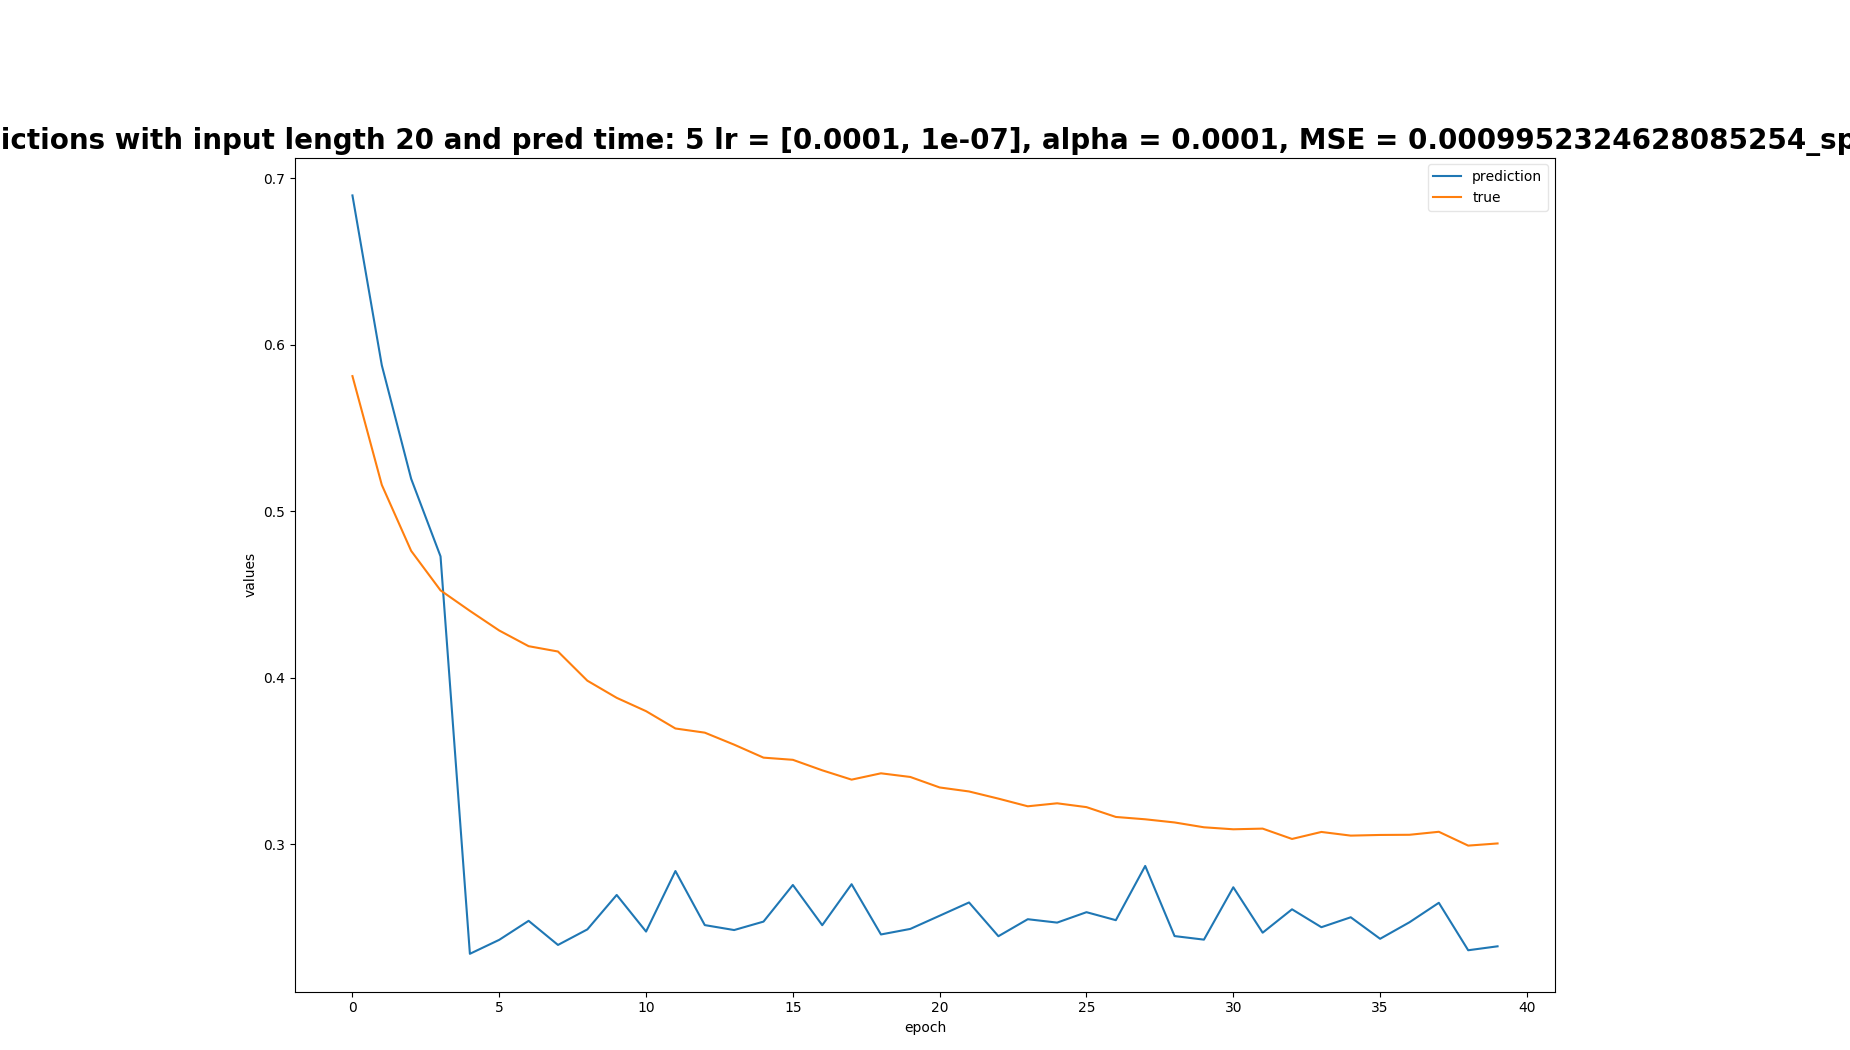 ictions with input length 20 and pred time: 5 lr = [0.0001, 1e-07], alpha = 0.0001, MSE = 0.0009952324628085254_sp
prediction
true
0.7
0.6
0.5
0.4
0.3
values
0 5 10 15 20 25 30 35 40
epoch